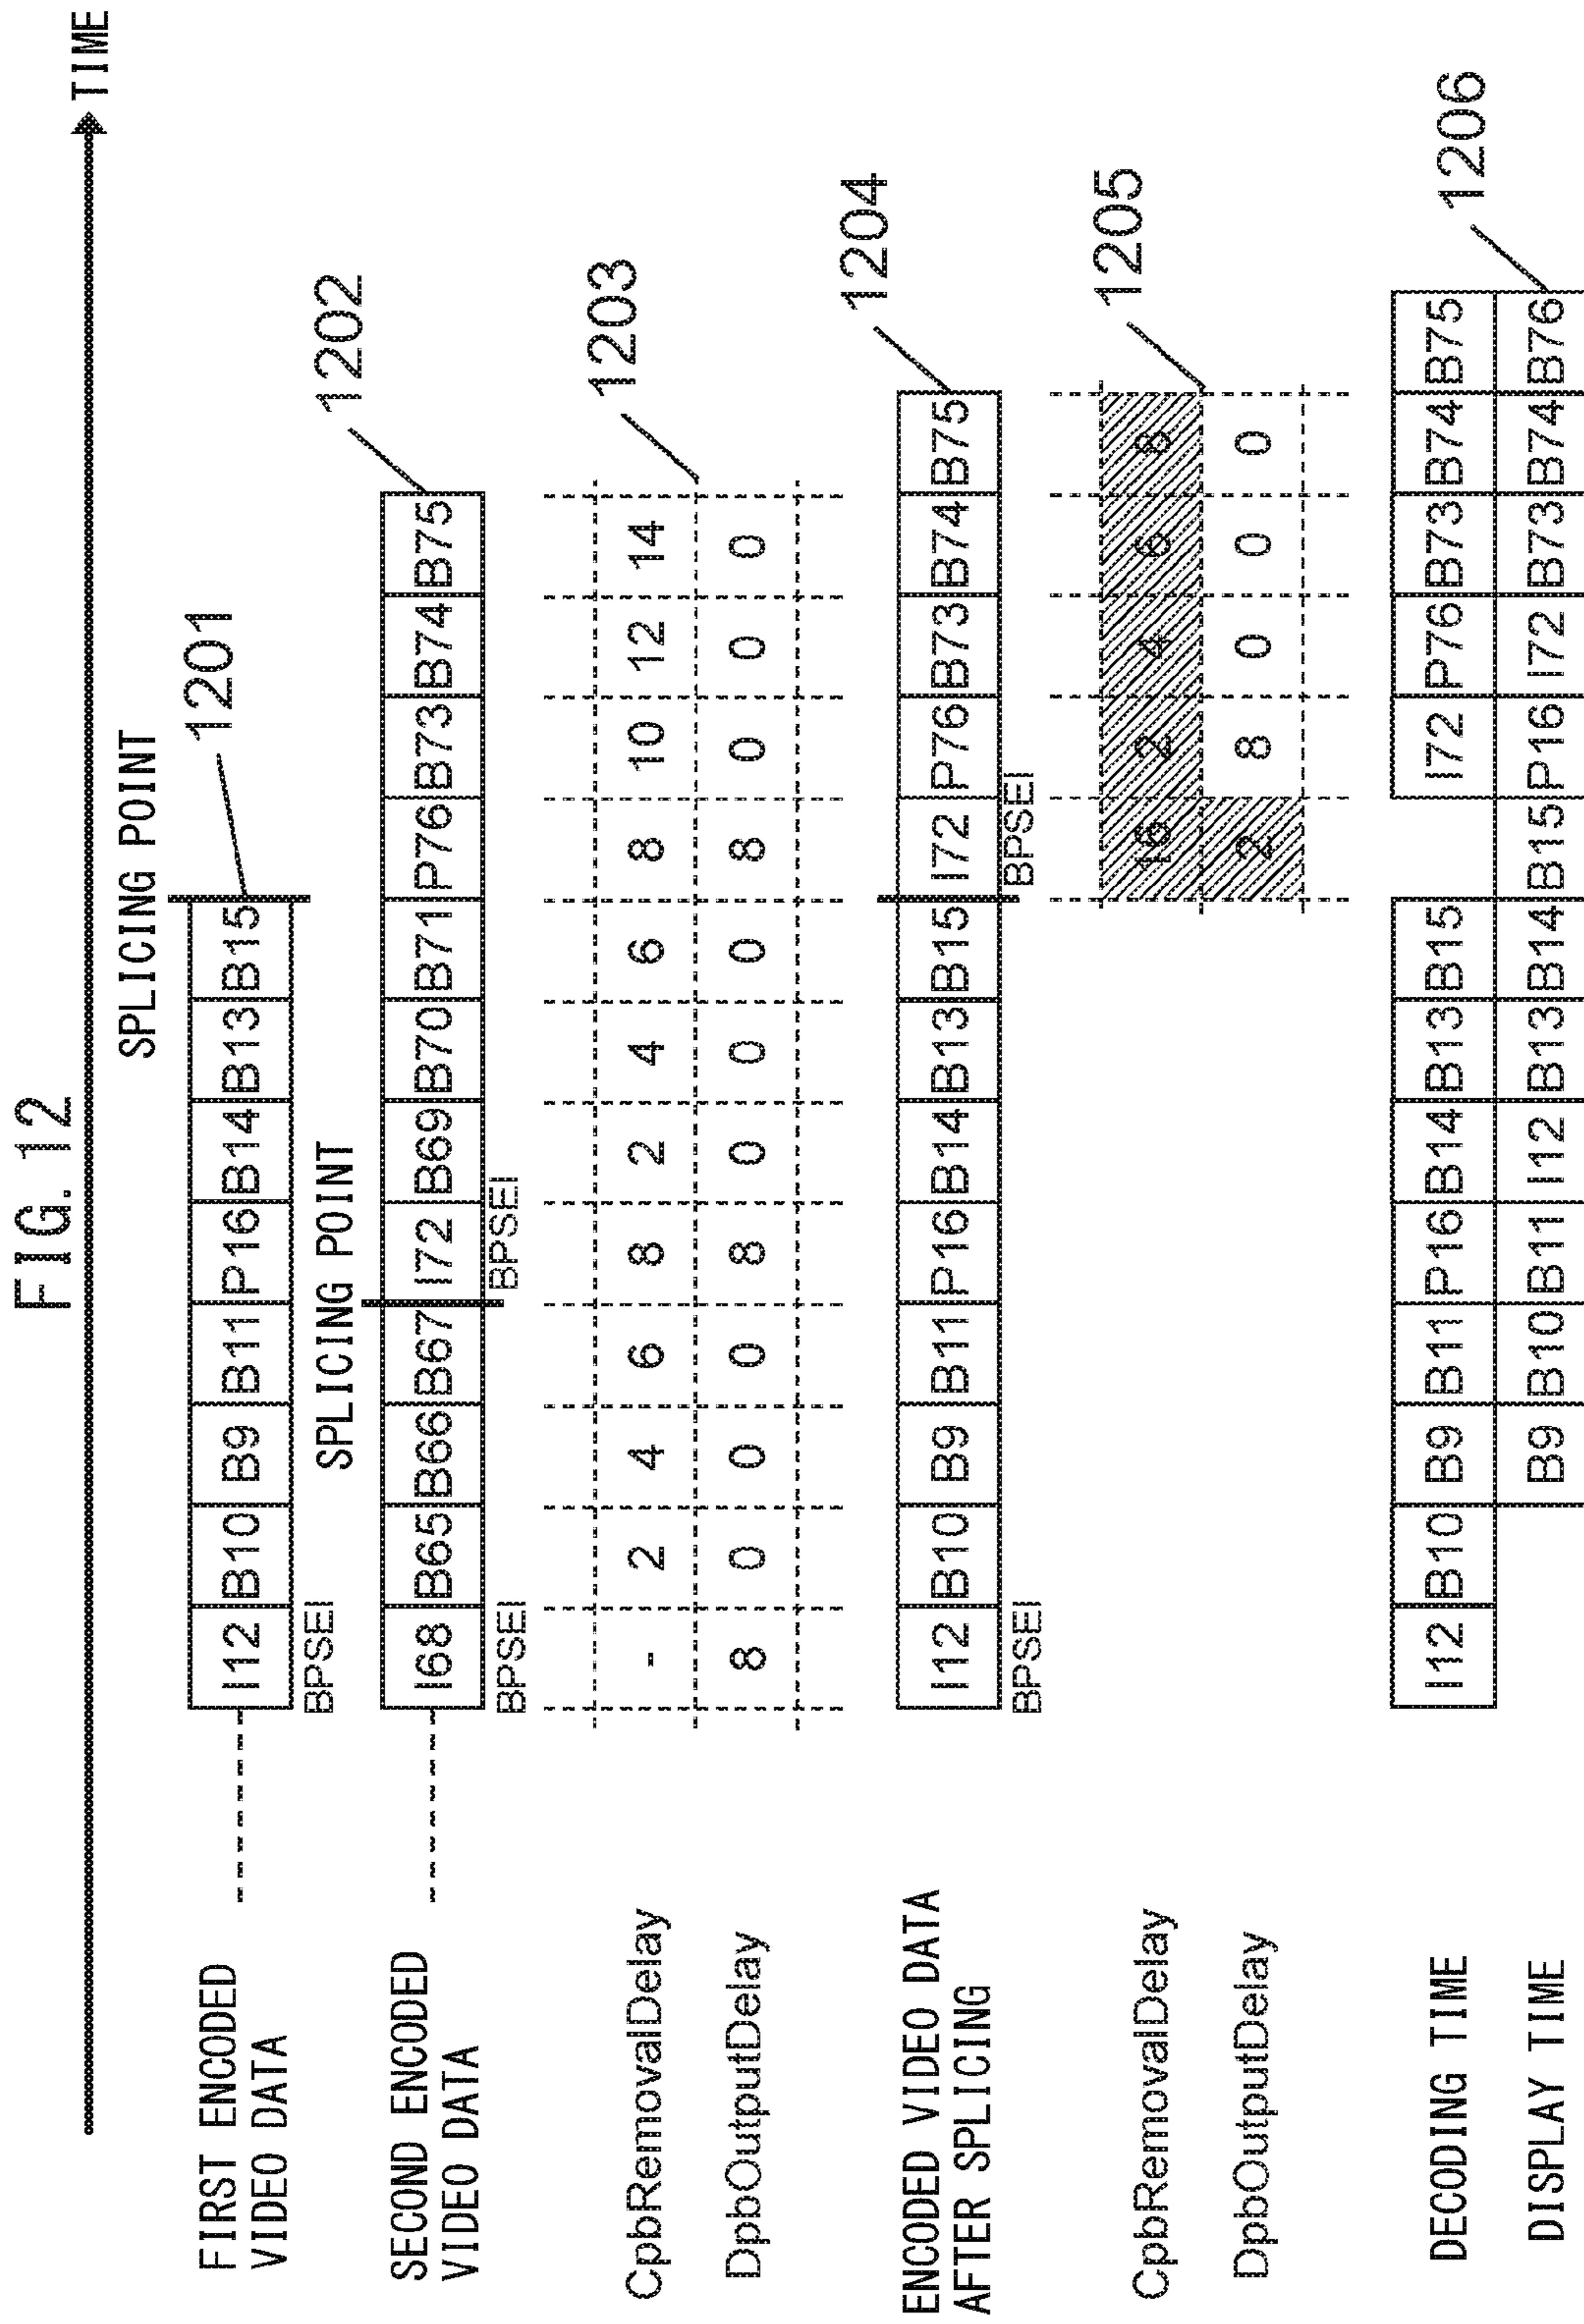 FIG. 12
TIME
SPLICING POINT
1201
FIRST ENCODED
VIDEO DATA
I12 B10 B9 B11 P16 B14 B13 B15
BPSEI
SPLICING POINT
1202
SECOND ENCODED
VIDEO DATA
I68 B65 B66 B67 I72 B69 B70 B71 P76 B73 B74 B75
BPSEI BPSEI
1203
CpbRemovalDelay
- 2 4 6 8 2 4 6 8 10 12 14
DpbOutputDelay
8 0 0 0 8 0 0 0 8 0 0 0
1204
ENCODED VIDEO DATA
AFTER SPLICING
I12 B10 B9 B11 P16 B14 B13 B15 I72 P76 B73 B74 B75
BPSEI BPSEI
1205
CpbRemovalDelay
16 2 4 6 8
DpbOutputDelay
2 8 0 0 0
1206
DECODING TIME
I12 B10 B9 B11 P16 B14 B13 B15 I72 P76 B73 B74 B75
DISPLAY TIME
B9 B10 B11 I12 B13 B14 B15 P16 I72 B73 B74 B76